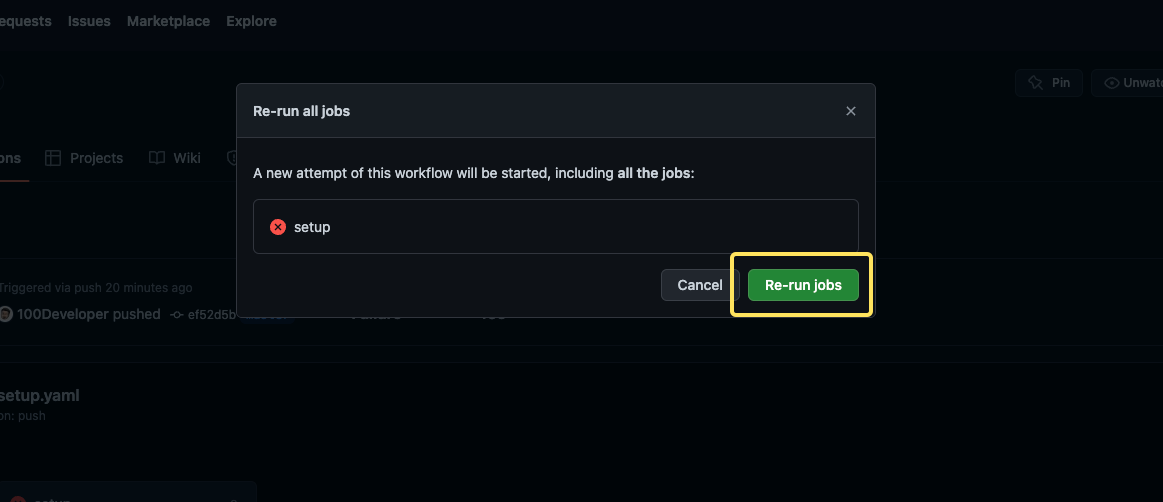 equests Issues Marketplace Explore
Pin Unwatc
Re-run all jobs
ons Projects Wiki
A new attempt of this workflow will be started, including all the jobs:
setup
Cancel Re-run jobs
Triggered via push 20 minutes ago
100Developer pushed ef52d5b
setup.yaml
on: push
setup